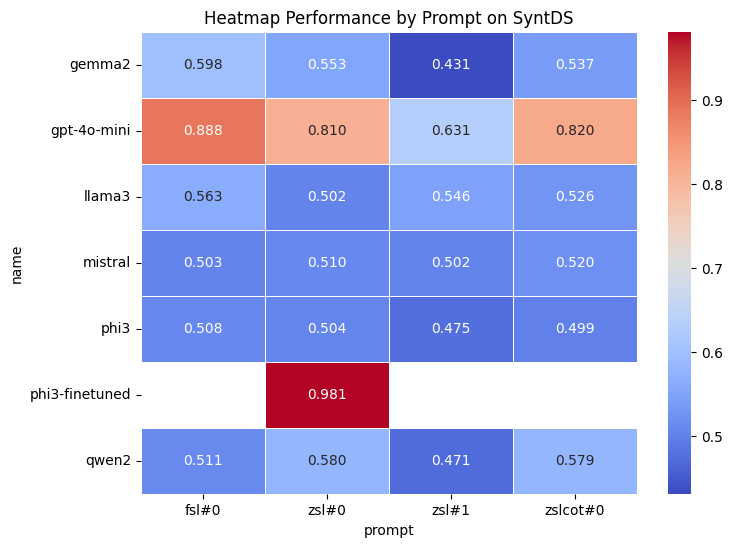 Heatmap Performance by Prompt on SyntDS
name
gemma2 0.598 0.553 0.431 0.537
gpt-4o-mini 0.888 0.810 0.631 0.820
llama3 0.563 0.502 0.546 0.526
mistral 0.503 0.510 0.502 0.520
phi3 0.508 0.504 0.475 0.499
phi3-finetuned 0.981
qwen2 0.511 0.580 0.471 0.579
fsl#0 zsl#0 zsl#1 zslcot#0
prompt
0.9
0.8
0.7
0.6
0.5